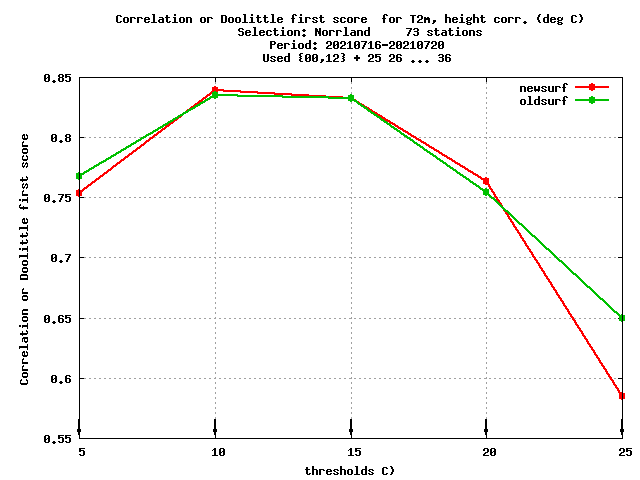 Correlation or Doolittle first score  for T2m, height corr. (deg C)
Selection: Norrland     73 stations
Period: 20210716-20210720
Used {00,12} + 25 26 ... 36
newsurf
oldsurf
0.85
0.8
0.75
0.7
0.65
0.6
0.55
Correlation or Doolittle first score
5 10 15 20 25
thresholds C)